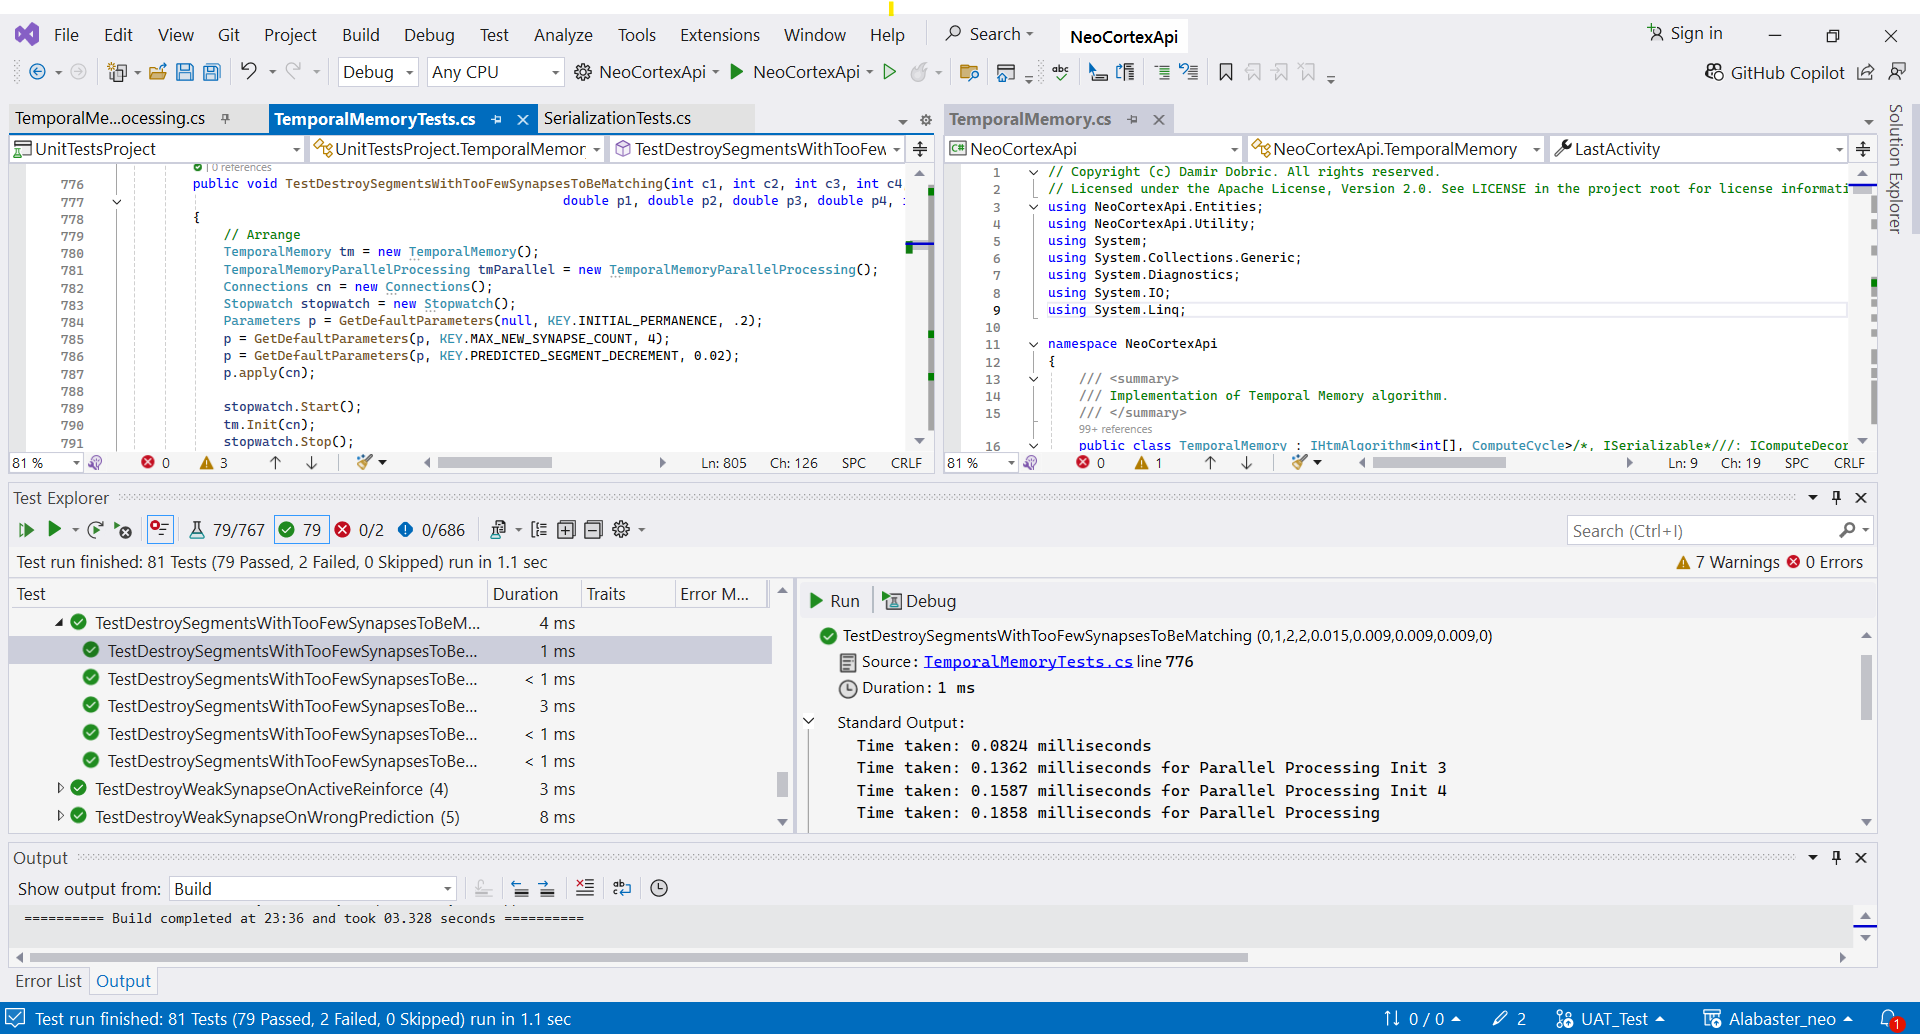 File Edit View Git Project Build Debug Test Analyze Tools Extensions Window Help Search NeoCortexApi Sign in
Debug Any CPU NeoCortexApi NeoCortexApi GitHub Copilot
TemporalMe...ocessing.cs TemporalMemoryTests.cs SerializationTests.cs
UnitTestsProject UnitTestsProject.TemporalMemor TestDestroySegmentsWithTooFew
| 0 references
776 public void TestDestroySegmentsWithTooFewSynapsesToBeMatching(int c1, int c2, int c3, int c4,
777 double p1, double p2, double p3, double p4, i
778 {
779 // Arrange
780 TemporalMemory tm = new TemporalMemory();
781 TemporalMemoryParallelProcessing tmParallel = new TemporalMemoryParallelProcessing();
782 Connections cn = new Connections();
783 Stopwatch stopwatch = new Stopwatch();
784 Parameters p = GetDefaultParameters(null, KEY.INITIAL_PERMANENCE, .2);
785 p = GetDefaultParameters(p, KEY.MAX_NEW_SYNAPSE_COUNT, 4);
786 p = GetDefaultParameters(p, KEY.PREDICTED_SEGMENT_DECREMENT, 0.02);
787 p.apply(cn);
788
789 stopwatch.Start();
790 tm.Init(cn);
791 stopwatch.Stop();
81 % 0 3 Ln: 805 Ch: 126 SPC CRLF
TemporalMemory.cs
NeoCortexApi NeoCortexApi.TemporalMemory LastActivity
1 // Copyright (c) Damir Dobric. All rights reserved.
2 // Licensed under the Apache License, Version 2.0. See LICENSE in the project root for license informati
3 using NeoCortexApi.Entities;
4 using NeoCortexApi.Utility;
5 using System;
6 using System.Collections.Generic;
7 using System.Diagnostics;
8 using System.IO;
9 using System.Linq;
10
11 namespace NeoCortexApi
12 {
13 /// <summary>
14 /// Implementation of Temporal Memory algorithm.
15 /// </summary>
99+ references
16 public class TemporalMemory : IHtmAlgorithm<int[], ComputeCycle>/*, ISerializable*///: IComputeDecor
81 % 0 1 Ln: 9 Ch: 19 SPC CRLF
Solution Explorer
Test Explorer
79/767 79 0/2 0/686 Search (Ctrl+I)
Test run finished: 81 Tests (79 Passed, 2 Failed, 0 Skipped) run in 1.1 sec 7 Warnings 0 Errors
Test Duration Traits Error M...
TestDestroySegmentsWithTooFewSynapsesToBeM... 4 ms
TestDestroySegmentsWithTooFewSynapsesToBe... 1 ms
TestDestroySegmentsWithTooFewSynapsesToBe... < 1 ms
TestDestroySegmentsWithTooFewSynapsesToBe... 3 ms
TestDestroySegmentsWithTooFewSynapsesToBe... < 1 ms
TestDestroySegmentsWithTooFewSynapsesToBe... < 1 ms
TestDestroyWeakSynapseOnActiveReinforce (4) 3 ms
TestDestroyWeakSynapseOnWrongPrediction (5) 8 ms
Run Debug
TestDestroySegmentsWithTooFewSynapsesToBeMatching (0,1,2,2,0.015,0.009,0.009,0.009,0)
Source: TemporalMemoryTests.cs line 776
Duration: 1 ms
Standard Output:
Time taken: 0.0824 milliseconds
Time taken: 0.1362 milliseconds for Parallel Processing Init 3
Time taken: 0.1587 milliseconds for Parallel Processing Init 4
Time taken: 0.1858 milliseconds for Parallel Processing
Output
Show output from: Build
========== Build completed at 23:36 and took 03.328 seconds ==========
Error List Output
Test run finished: 81 Tests (79 Passed, 2 Failed, 0 Skipped) run in 1.1 sec 0 / 0 2 UAT_Test Alabaster_neo 1